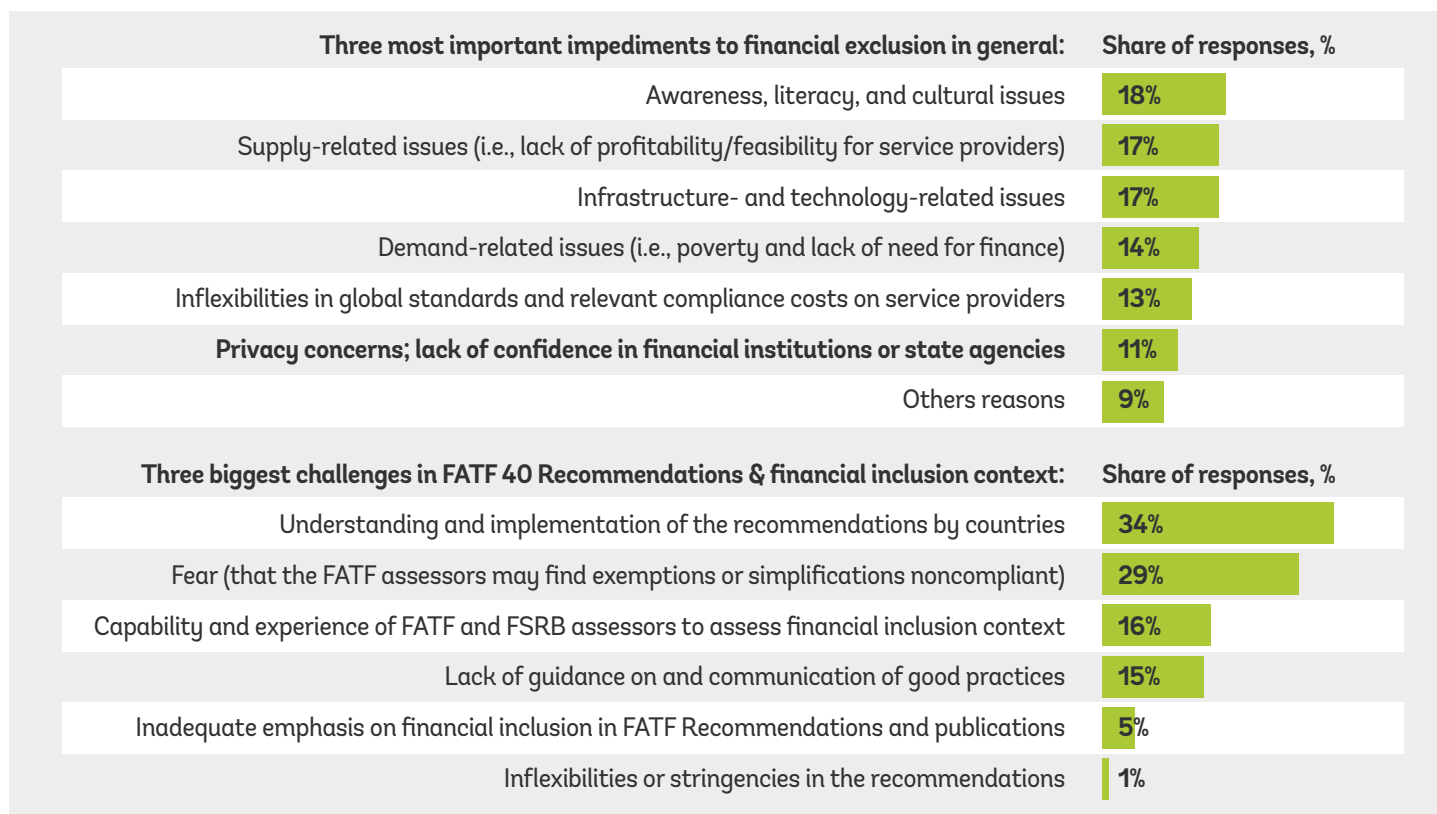 Three most important impediments to financial exclusion in general: Share of responses, %
Awareness, literacy, and cultural issues 18%
Supply-related issues (i.e., lack of profitability/feasibility for service providers) 17%
Infrastructure- and technology-related issues 17%
Demand-related issues (i.e., poverty and lack of need for finance) 14%
Inflexibilities in global standards and relevant compliance costs on service providers 13%
Privacy concerns; lack of confidence in financial institutions or state agencies 11%
Others reasons 9%
Three biggest challenges in FATF 40 Recommendations & financial inclusion context: Share of responses, %
Understanding and implementation of the recommendations by countries 34%
Fear (that the FATF assessors may find exemptions or simplifications noncompliant) 29%
Capability and experience of FATF and FSRB assessors to assess financial inclusion context 16%
Lack of guidance on and communication of good practices 15%
Inadequate emphasis on financial inclusion in FATF Recommendations and publications 5%
Inflexibilities or stringencies in the recommendations 1%